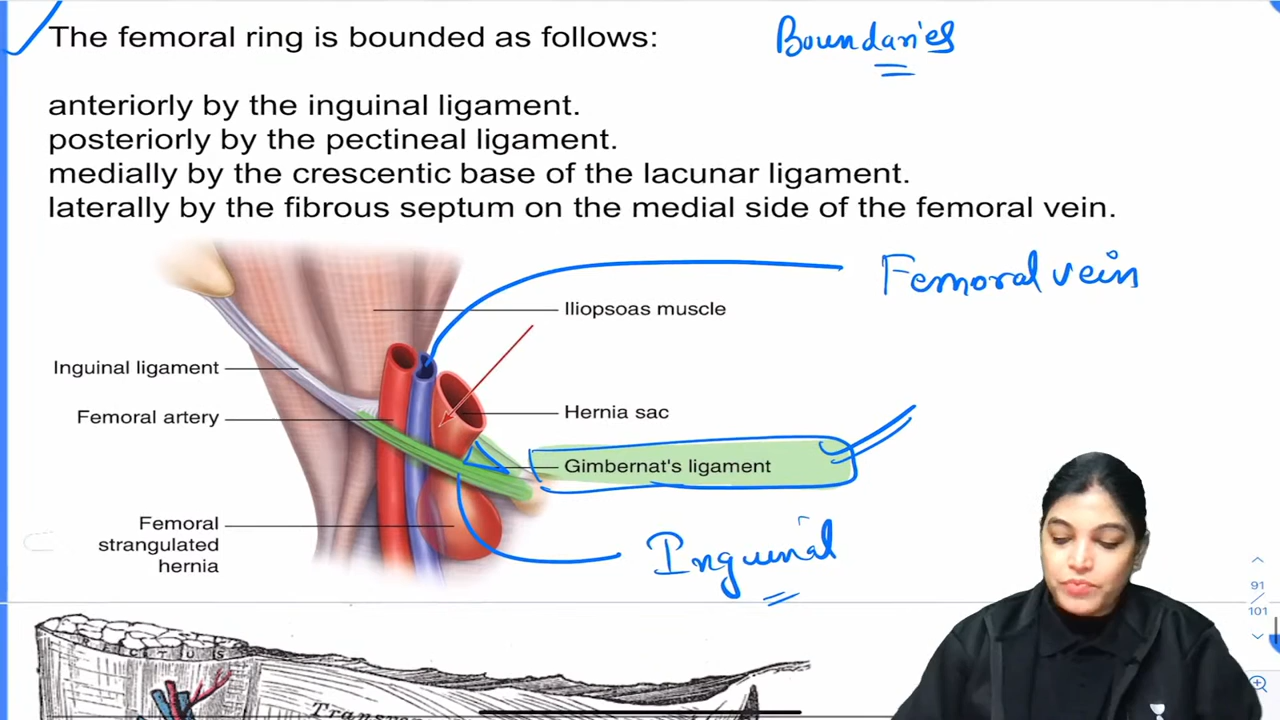 The femoral ring is bounded as follows:
Boundaries
anteriorly by the inguinal ligament.
posteriorly by the pectineal ligament.
medially by the crescentic base of the lacunar ligament.
laterally by the fibrous septum on the medial side of the femoral vein.
Femoral vein
Iliopsoas muscle
Inguinal ligament
Hernia sac
Femoral artery
Gimbernat's ligament
Femoral
strangulated
hernia
Inguinal
91
/
101
RECTUS